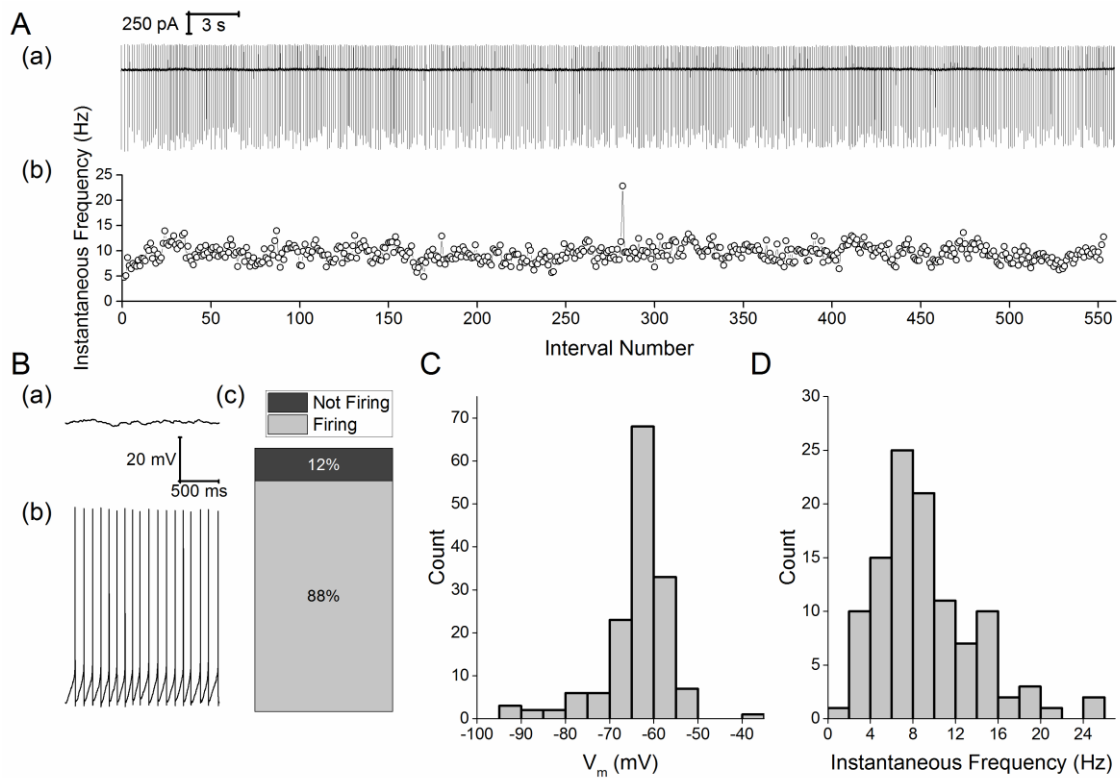 A
250 pA
3 s
(a)
(b)
Instantaneous Frequency (Hz)
25
20
15
10
5
0
0 50 100 150 200 250 300 350 400 450 500 550
Interval Number
B
(a)
20 mV
500 ms
(b)
(c)
Not Firing
Firing
12%
88%
C
Count
70
60
50
40
30
20
10
0
-100 -90 -80 -70 -60 -50 -40
Vm (mV)
D
Count
30
25
20
15
10
5
0
0 4 8 12 16 20 24
Instantaneous Frequency (Hz)